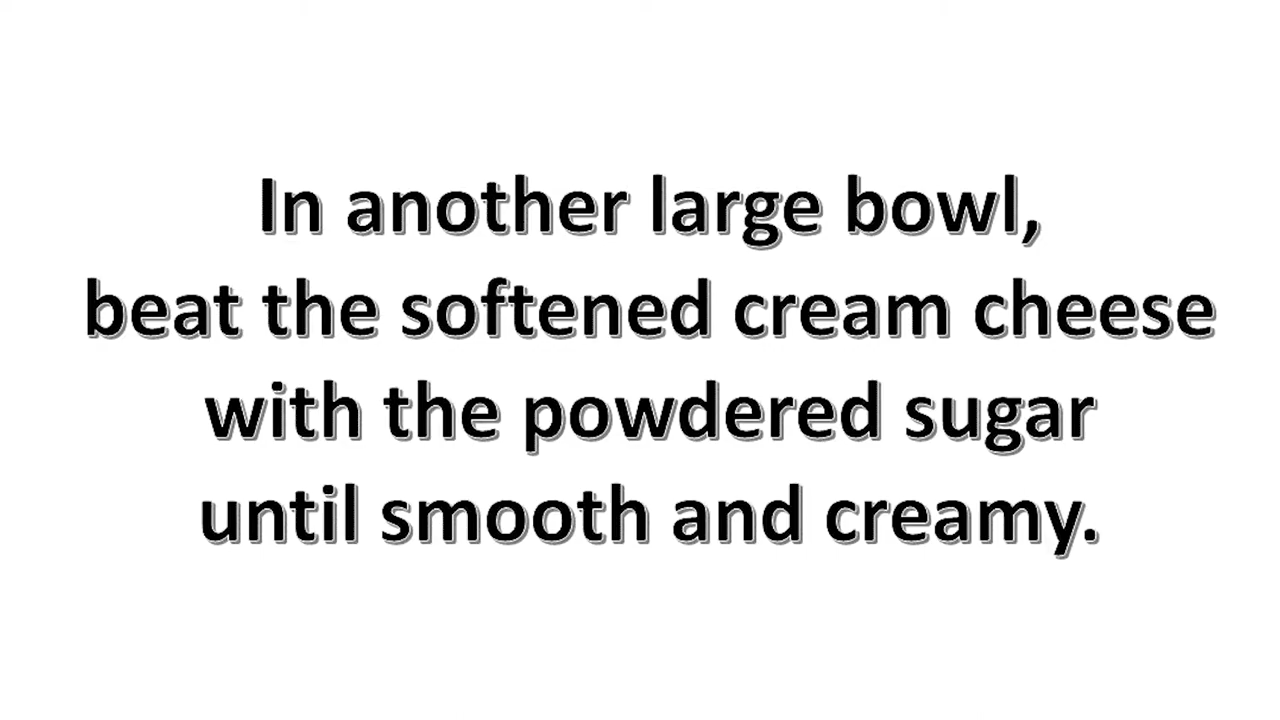 In another large bowl,
beat the softened cream cheese
with the powdered sugar
until smooth and creamy.